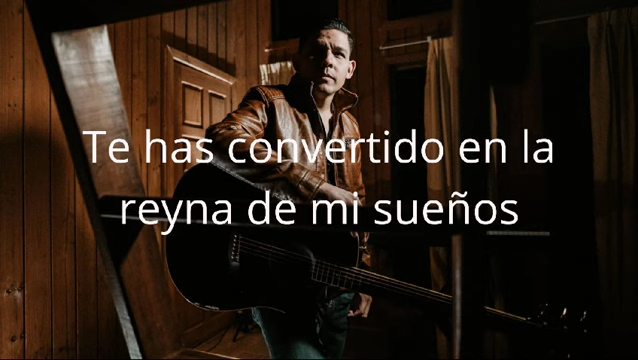 Te has convertido en la
reyna de mi sueños